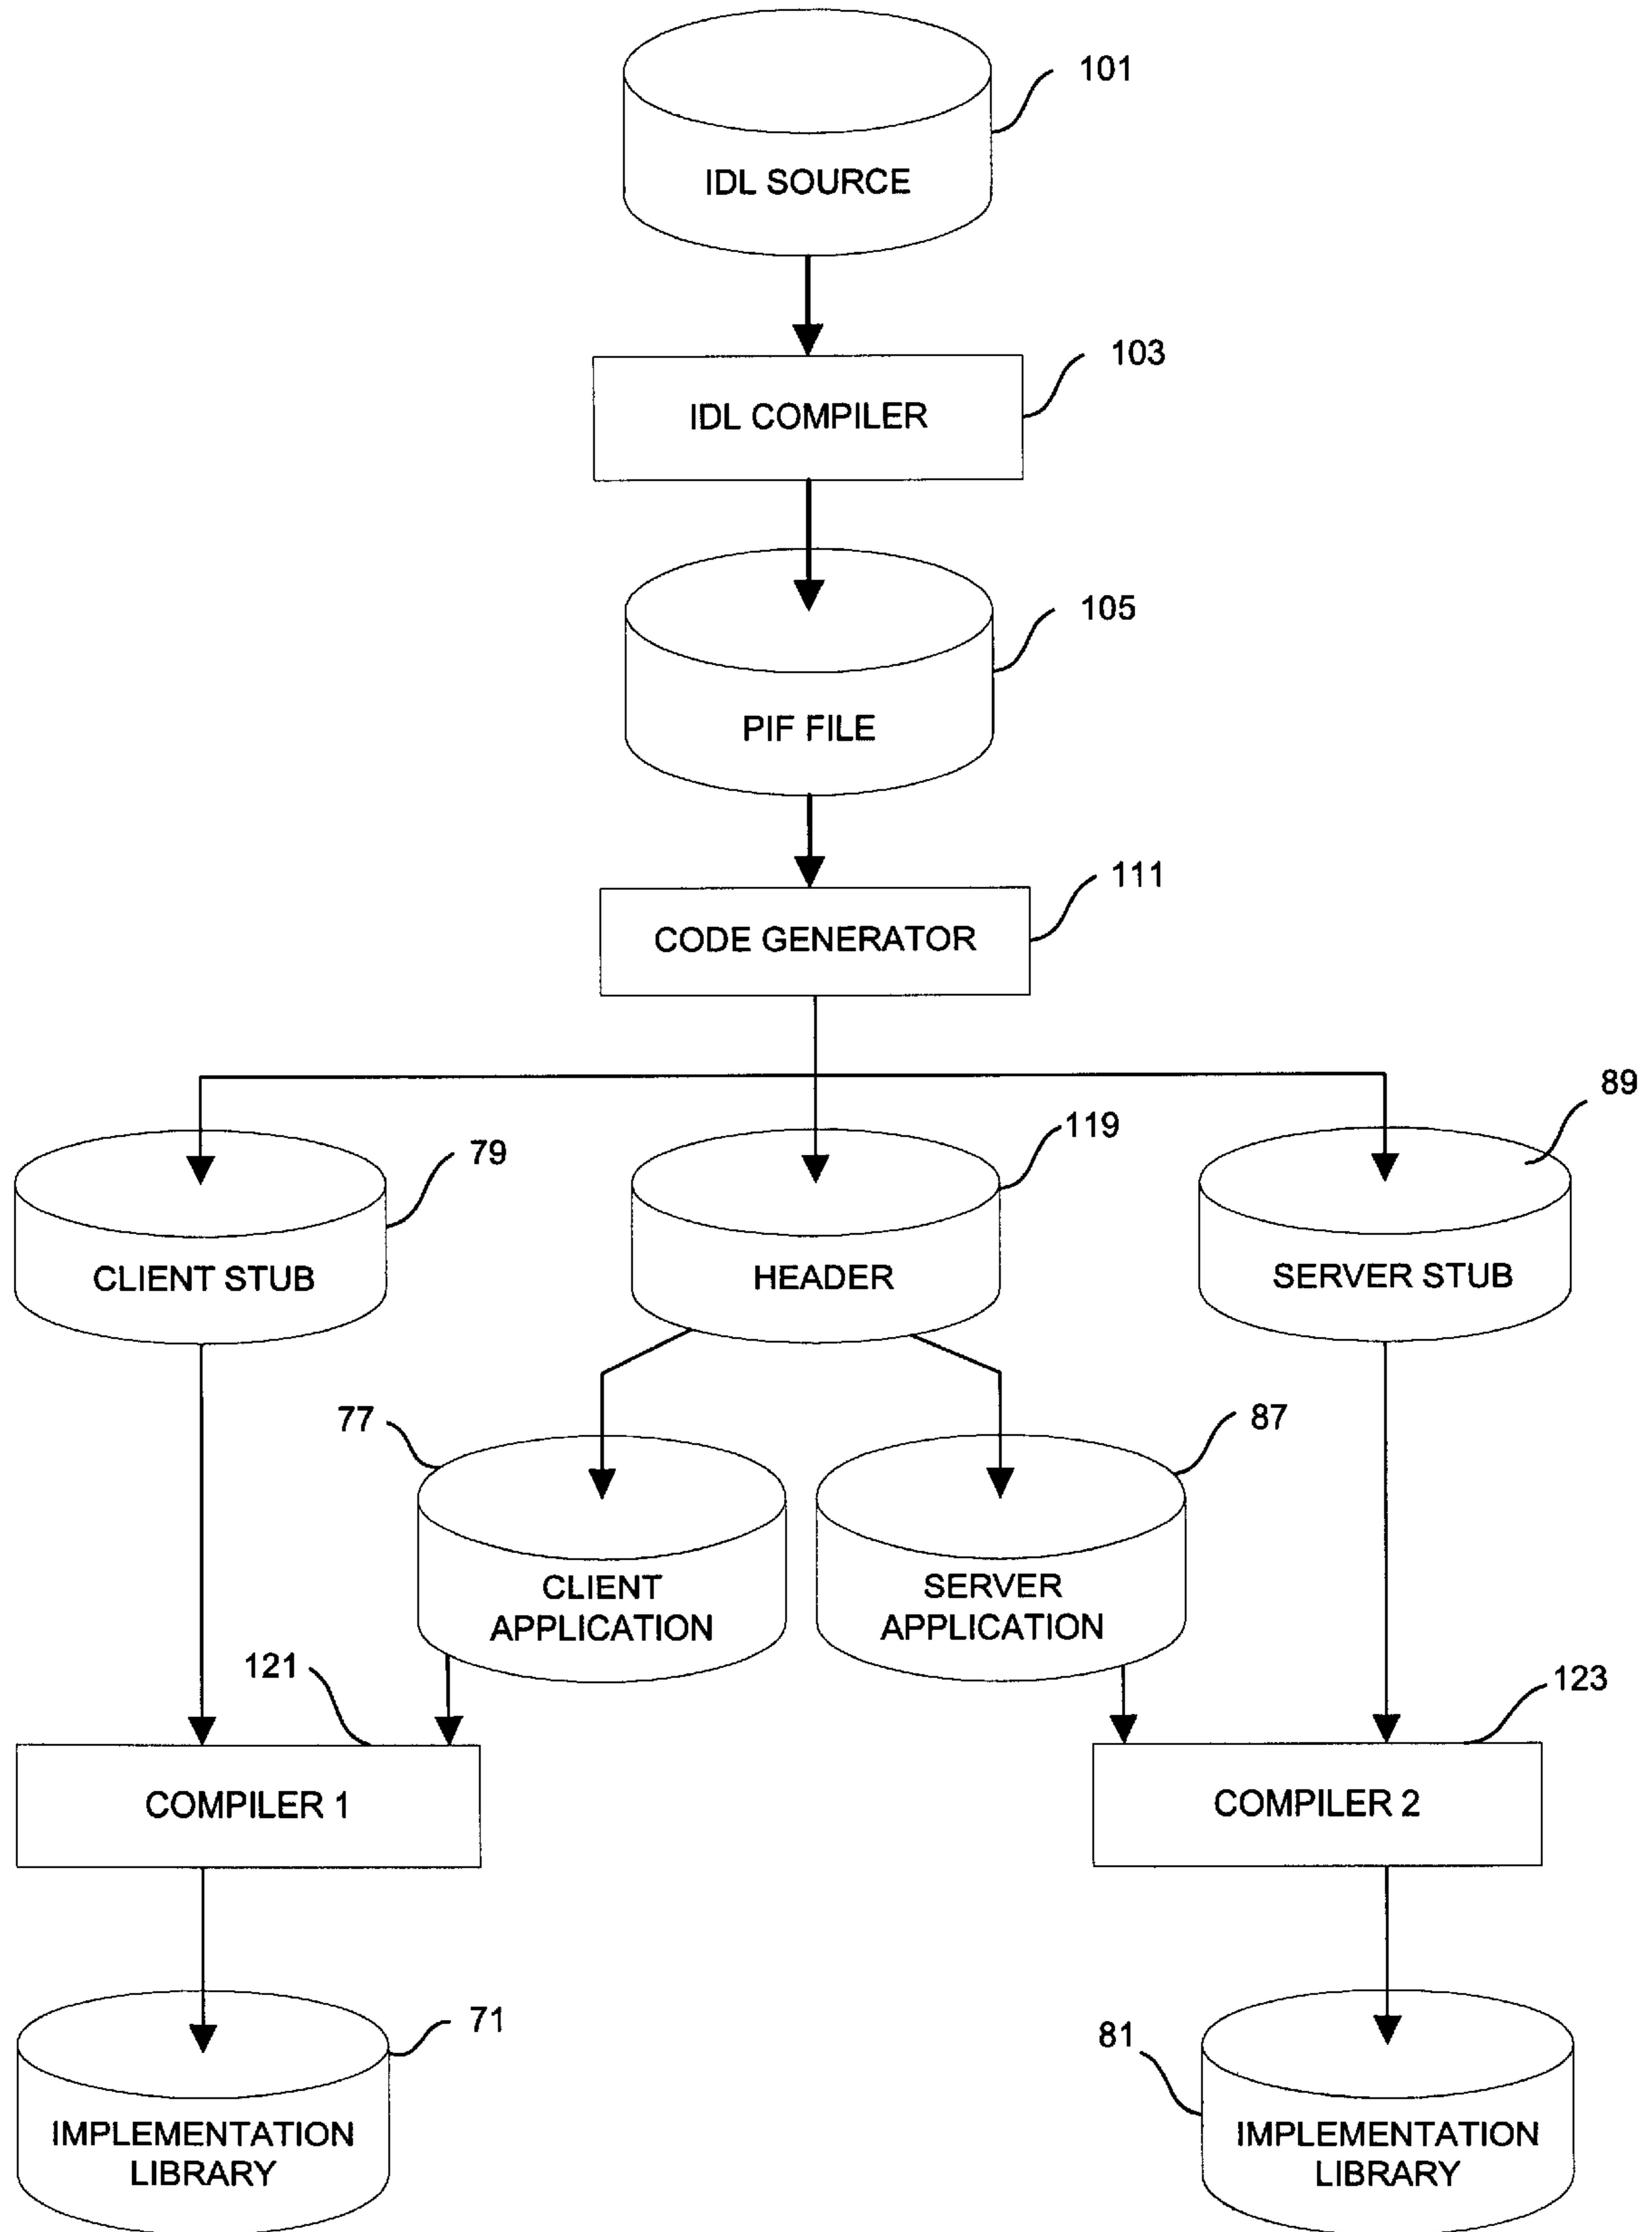 101
IDL SOURCE
103
IDL COMPILER
105
PIF FILE
111
CODE GENERATOR
89
119
79
CLIENT STUB
HEADER
SERVER STUB
77
87
CLIENT
APPLICATION
SERVER
APPLICATION
121
123
COMPILER 1
COMPILER 2
71
81
IMPLEMENTATION
LIBRARY
IMPLEMENTATION
LIBRARY